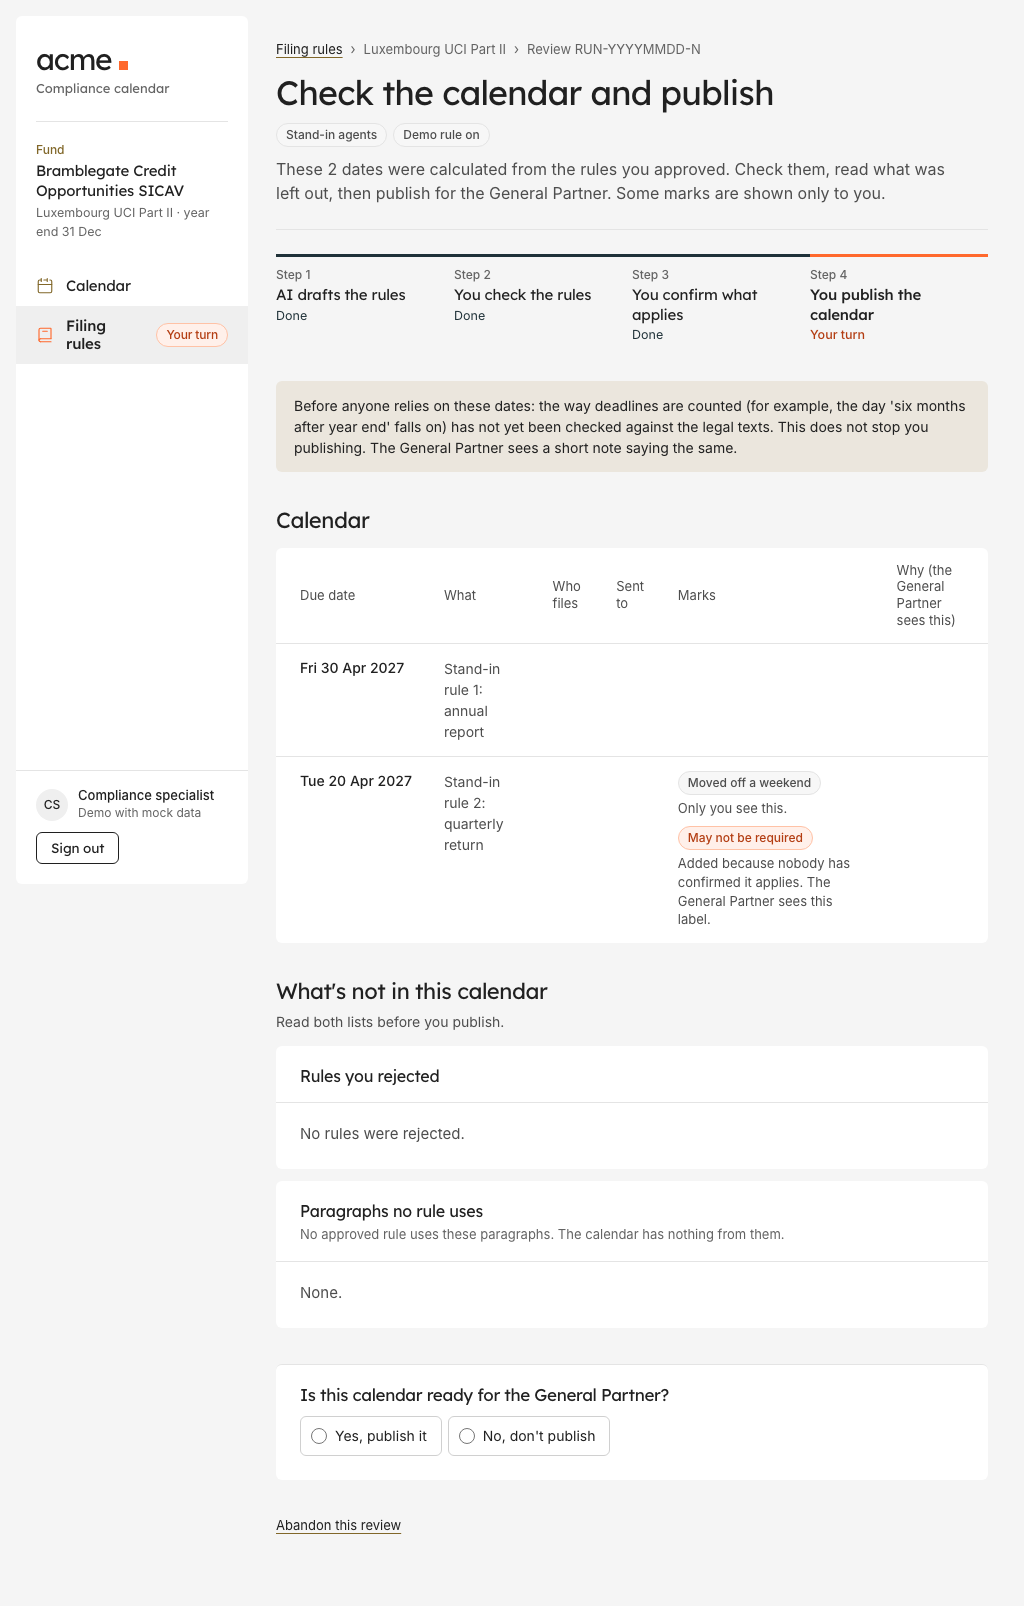 acme
Compliance calendar
Fund
Bramblegate Credit
Opportunities SICAV
Luxembourg UCI Part II · year
end 31 Dec
Calendar
Filing
rules
Your turn
CS
Compliance specialist
Demo with mock data
Sign out
Filing rules › Luxembourg UCI Part II › Review RUN-YYYYMMDD-N
Check the calendar and publish
Stand-in agents
Demo rule on
These 2 dates were calculated from the rules you approved. Check them, read what was
left out, then publish for the General Partner. Some marks are shown only to you.
Step 1
AI drafts the rules
Done
Step 2
You check the rules
Done
Step 3
You confirm what
applies
Done
Step 4
You publish the
calendar
Your turn
Before anyone relies on these dates: the way deadlines are counted (for example, the day 'six months
after year end' falls on) has not yet been checked against the legal texts. This does not stop you
publishing. The General Partner sees a short note saying the same.
Calendar
Due date
What
Who
files
Sent
to
Marks
Why (the
General
Partner
sees this)
Fri 30 Apr 2027
Stand-in
rule 1:
annual
report
Tue 20 Apr 2027
Stand-in
rule 2:
quarterly
return
Moved off a weekend
Only you see this.
May not be required
Added because nobody has
confirmed it applies. The
General Partner sees this
label.
What's not in this calendar
Read both lists before you publish.
Rules you rejected
No rules were rejected.
Paragraphs no rule uses
No approved rule uses these paragraphs. The calendar has nothing from them.
None.
Is this calendar ready for the General Partner?
Yes, publish it
No, don't publish
Abandon this review